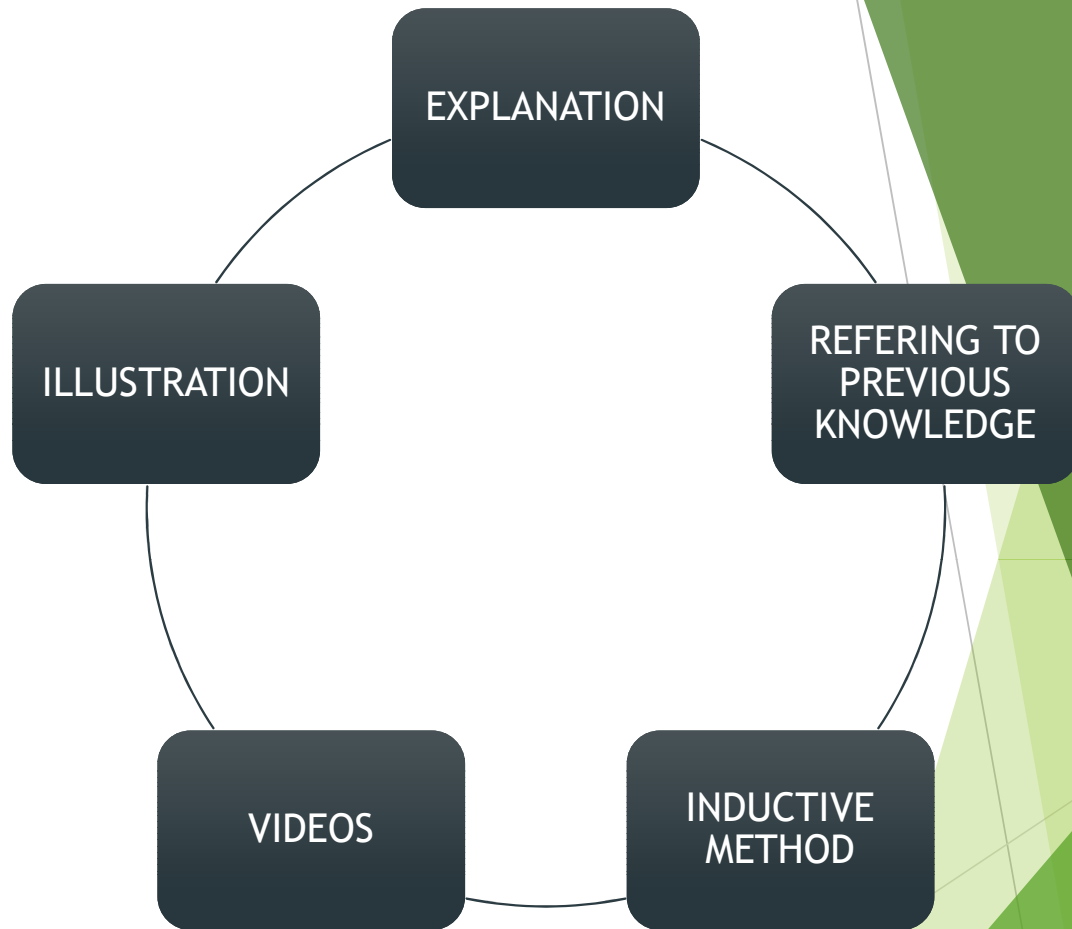 EXPLANATION
REFERING TO
PREVIOUS
KNOWLEDGE
INDUCTIVE
METHOD
VIDEOS
ILLUSTRATION